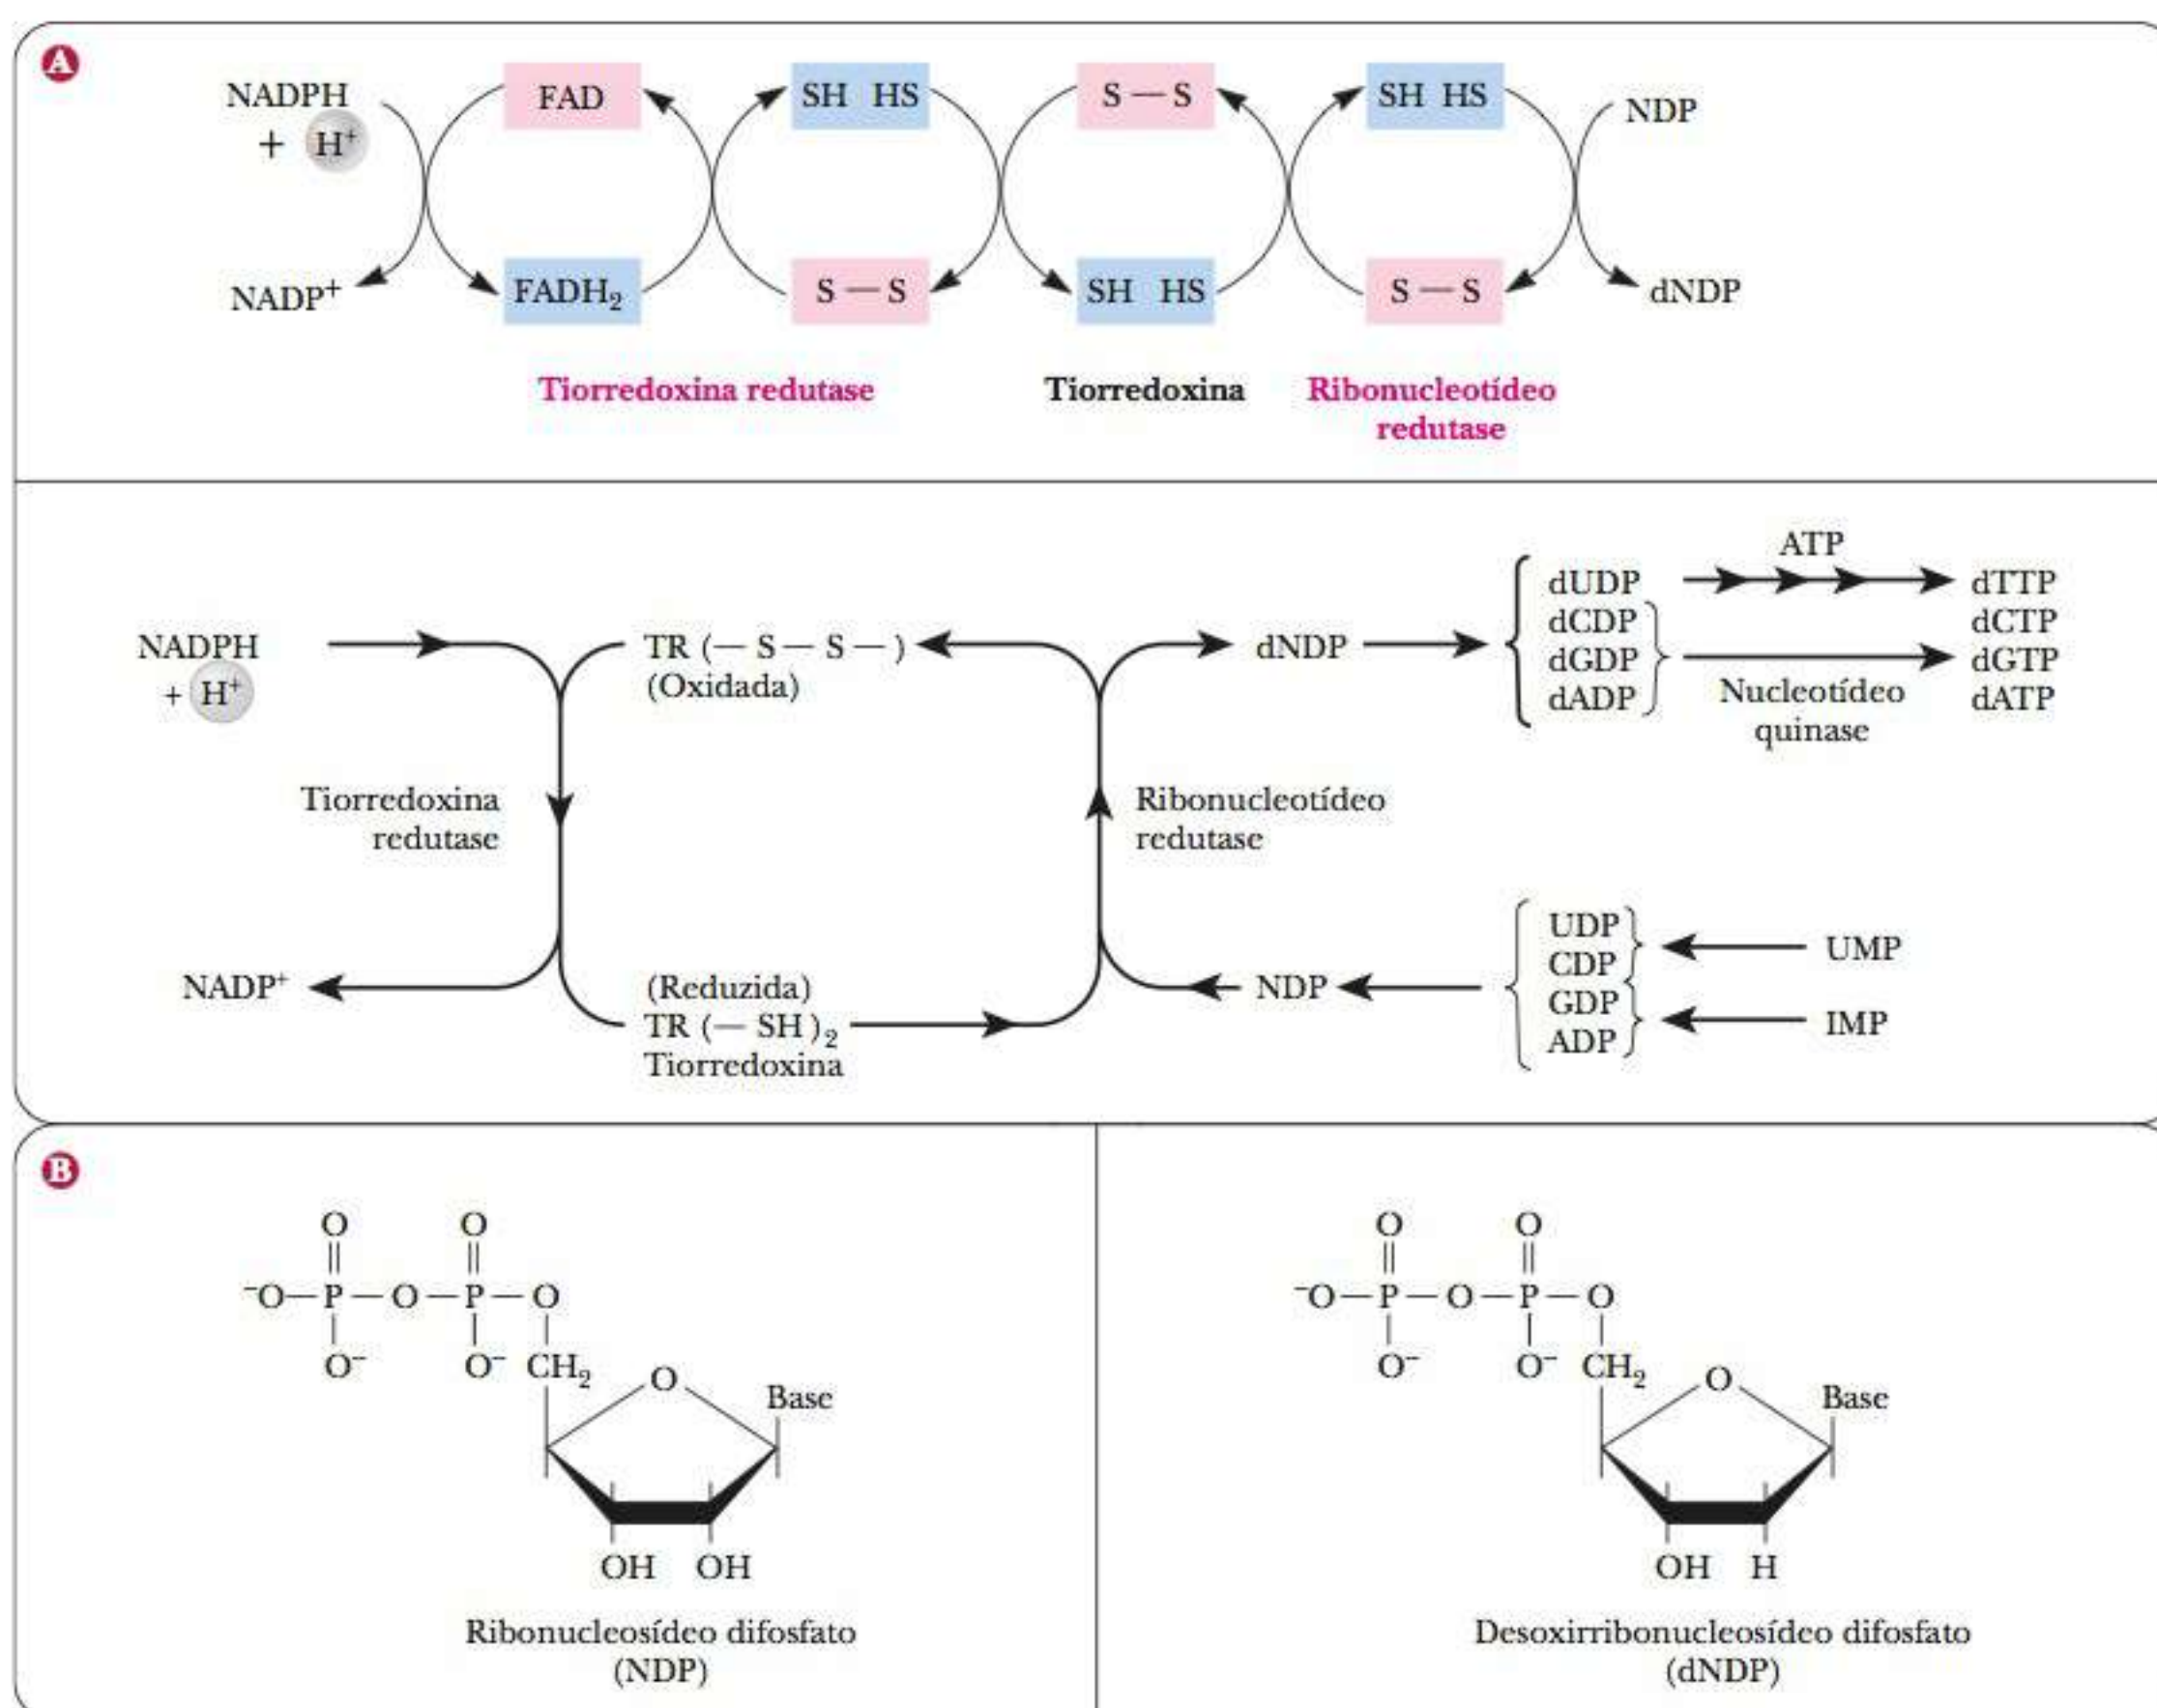 A
NADPH
+ H⁺
FAD
SH HS
S — S
SH HS
NDP
NADP⁺
FADH₂
S — S
SH HS
S — S
dNDP
Tiorredoxina redutase
Tiorredoxina
Ribonucleotídeo
redutase
NADPH
+ H⁺
TR (— S — S —)
(Oxidada)
dNDP
dUDP
dCDP
dGDP
dADP
ATP
Nucleotídeo
quinase
dTTP
dCTP
dGTP
dATP
Tiorredoxina
redutase
Ribonucleotídeo
redutase
NADP⁺
(Reduzida)
TR (— SH)₂
Tiorredoxina
NDP
UDP
CDP
GDP
ADP
UMP
IMP
B
O O
⁻O—P—O—P—O
O⁻ O⁻ CH₂
O
Base
OH OH
Ribonucleosídeo difosfato
(NDP)
O O
⁻O—P—O—P—O
O⁻ O⁻ CH₂
O
Base
OH H
Desoxirribonucleosídeo difosfato
(dNDP)